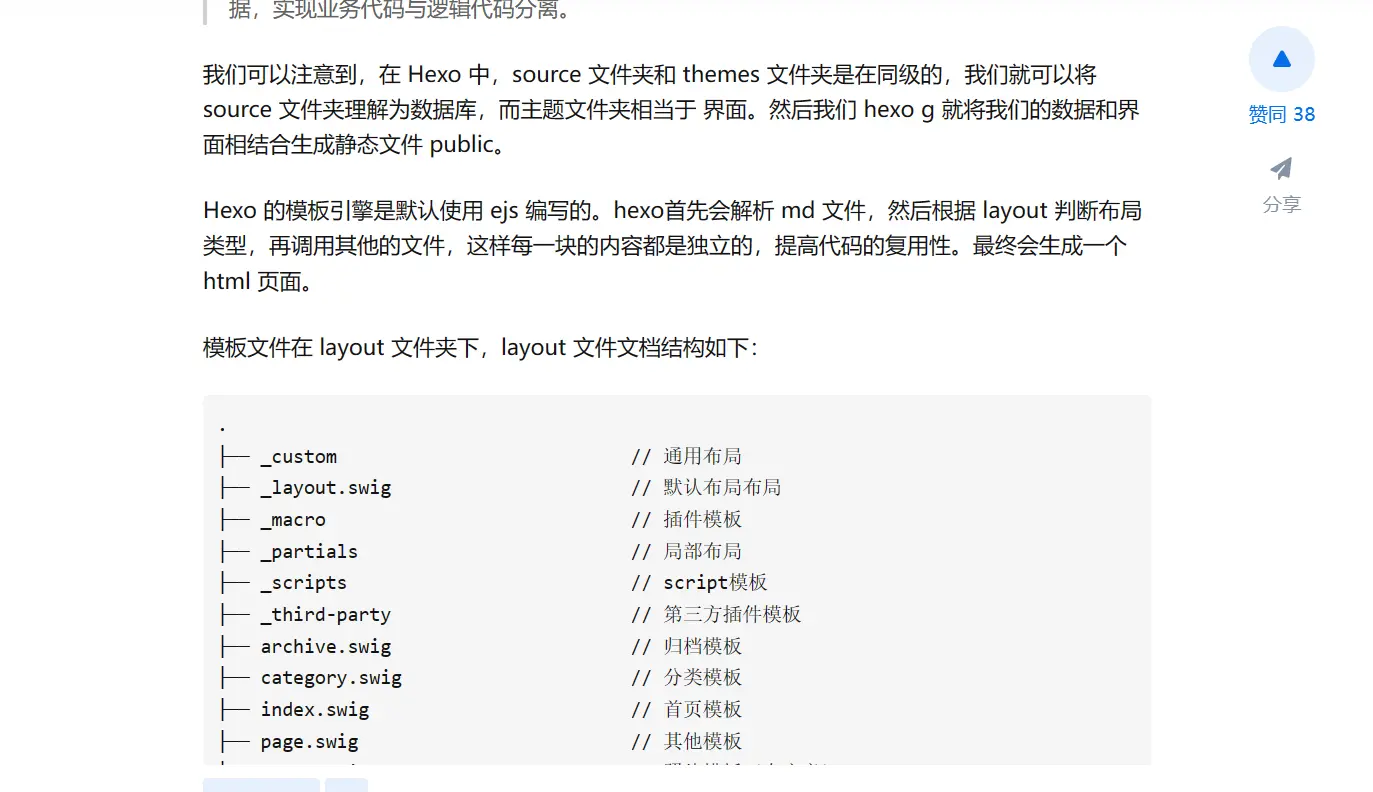 据，实现业务代码与逻辑代码分离。
我们可以注意到，在 Hexo 中，source 文件夹和 themes 文件夹是在同级的，我们就可以将
source 文件夹理解为数据库，而主题文件夹相当于 界面。然后我们 hexo g 就将我们的数据和界
面相结合生成静态文件 public。
Hexo 的模板引擎是默认使用 ejs 编写的。hexo首先会解析 md 文件，然后根据 layout 判断布局
类型，再调用其他的文件，这样每一块的内容都是独立的，提高代码的复用性。最终会生成一个
html 页面。
模板文件在 layout 文件夹下，layout 文件文档结构如下：
.
├── _custom // 通用布局
├── _layout.swig // 默认布局布局
├── _macro // 插件模板
├── _partials // 局部布局
├── _scripts // script模板
├── _third-party // 第三方插件模板
├── archive.swig // 归档模板
├── category.swig // 分类模板
├── index.swig // 首页模板
├── page.swig // 其他模板
赞同 38
分享